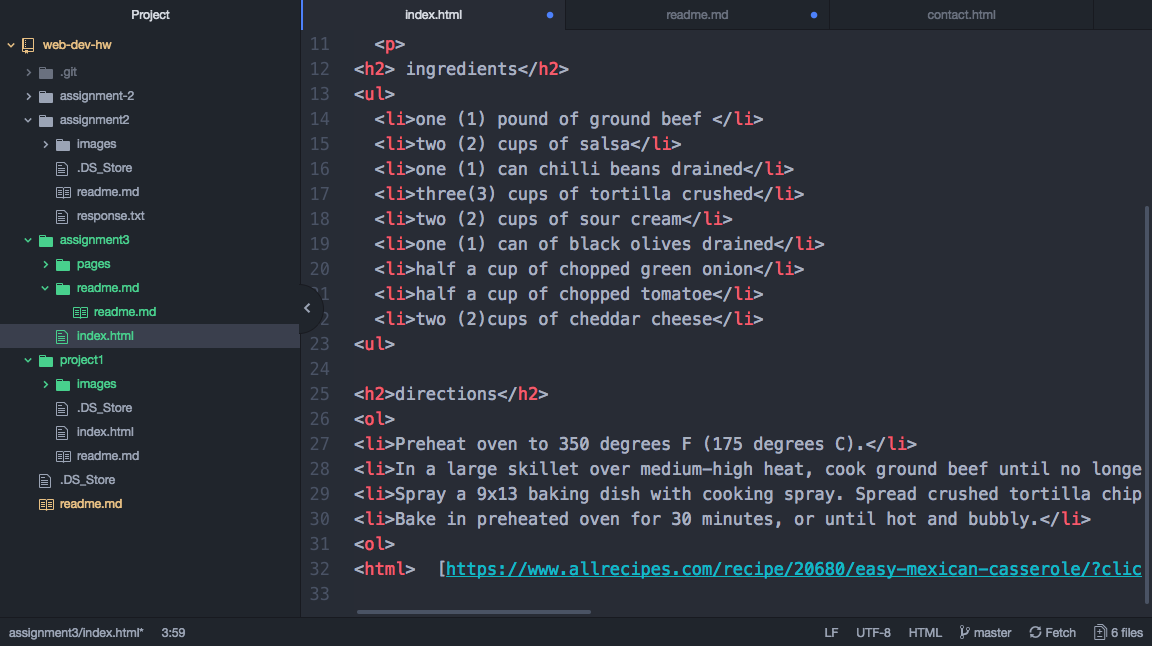 Project
web-dev-hw
.git
assignment-2
assignment2
images
.DS_Store
readme.md
response.txt
assignment3
pages
readme.md
readme.md
index.html
project1
images
.DS_Store
index.html
readme.md
.DS_Store
readme.md
index.html
readme.md
contact.html
11 <p>
12 <h2> ingredients</h2>
13 <ul>
14 <li>one (1) pound of ground beef </li>
15 <li>two (2) cups of salsa</li>
16 <li>one (1) can chilli beans drained</li>
17 <li>three(3) cups of tortilla crushed</li>
18 <li>two (2) cups of sour cream</li>
19 <li>one (1) can of black olives drained</li>
20 <li>half a cup of chopped green onion</li>
1 <li>half a cup of chopped tomatoe</li>
2 <li>two (2)cups of cheddar cheese</li>
23 <ul>
24
25 <h2>directions</h2>
26 <ol>
27 <li>Preheat oven to 350 degrees F (175 degrees C).</li>
28 <li>In a large skillet over medium-high heat, cook ground beef until no longe
29 <li>Spray a 9x13 baking dish with cooking spray. Spread crushed tortilla chip
30 <li>Bake in preheated oven for 30 minutes, or until hot and bubbly.</li>
31 <ol>
32 <html> [https://www.allrecipes.com/recipe/20680/easy-mexican-casserole/?clic
33
assignment3/index.html* 3:59
LF UTF-8 HTML master Fetch 6 files